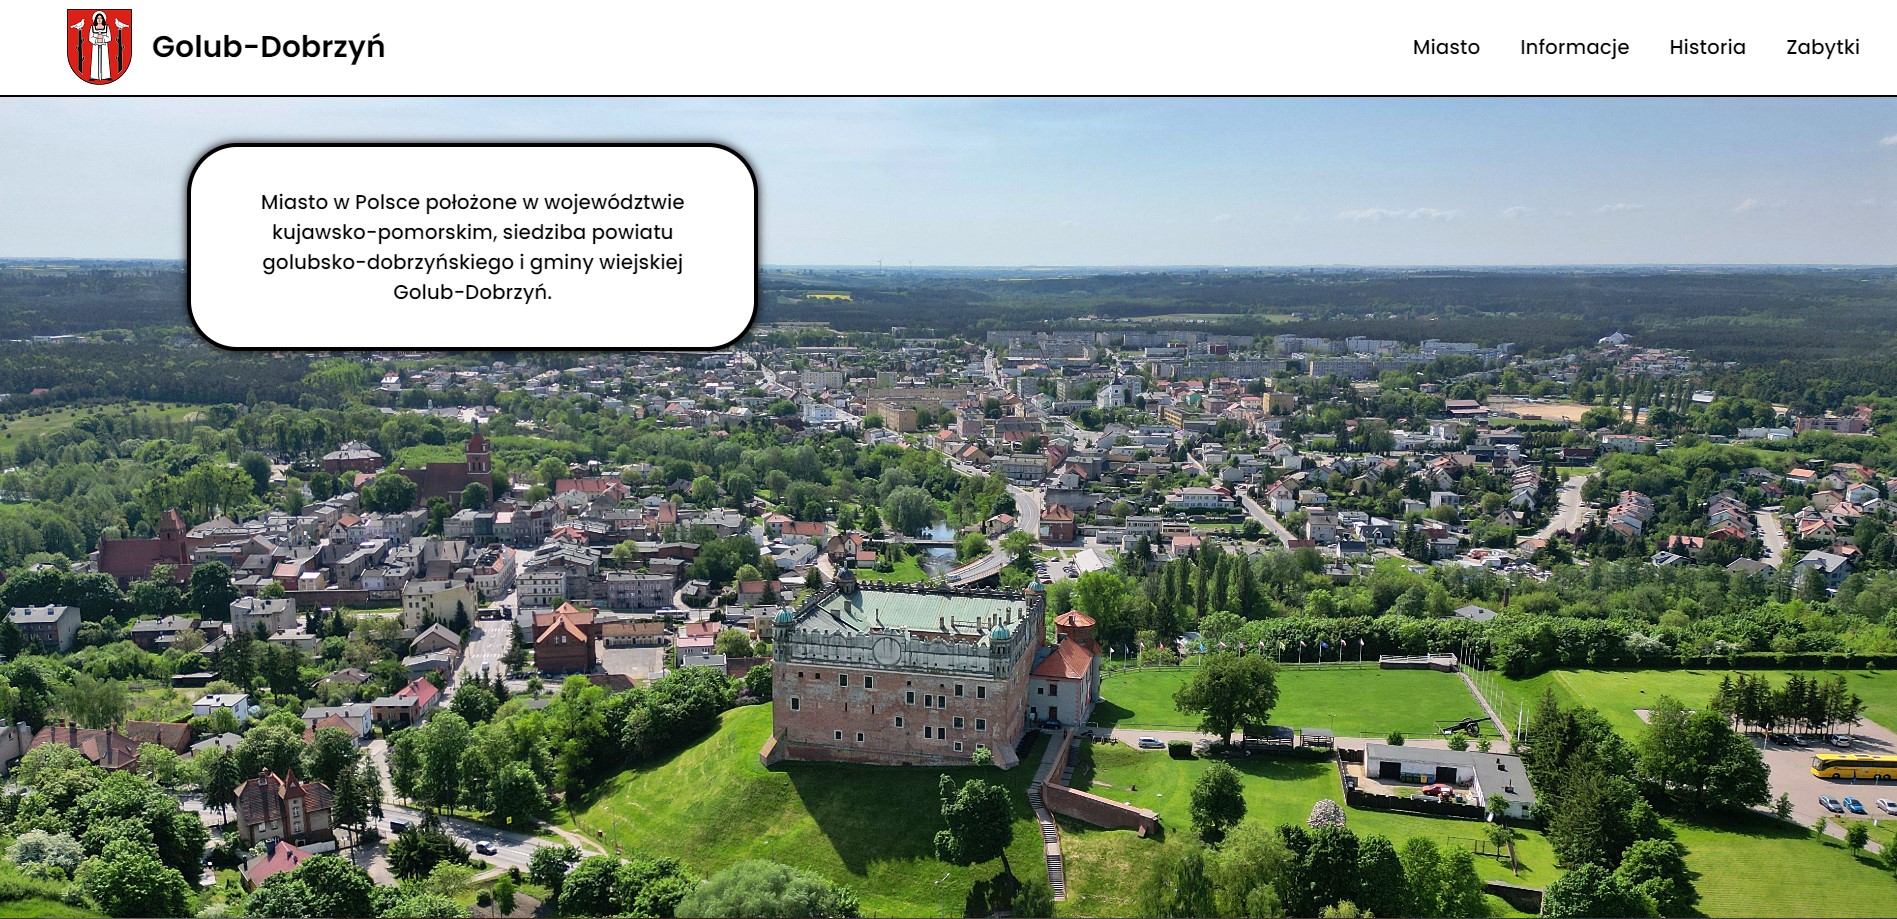 Golub-Dobrzyń
Miasto Informacje Historia Zabytki
Miasto w Polsce położone w województwie
kujawsko-pomorskim, siedziba powiatu
golubsko-dobrzyńskiego i gminy wiejskiej
Golub-Dobrzyń.